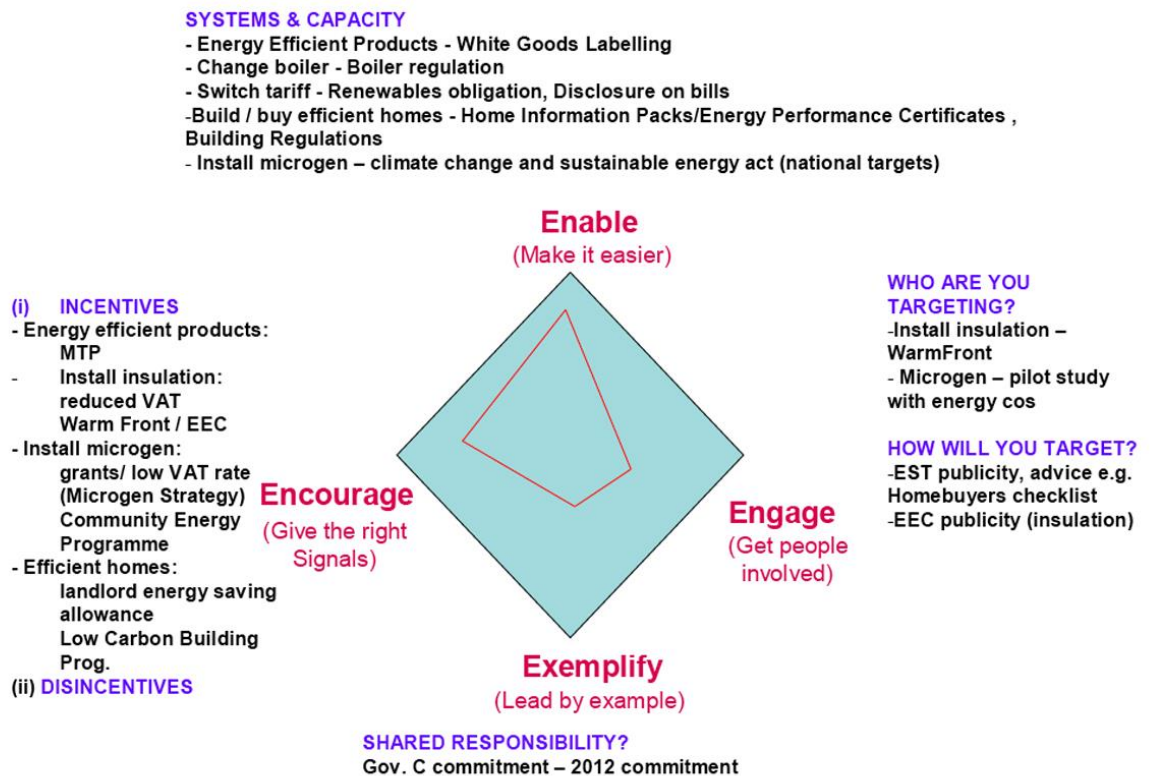 SYSTEMS & CAPACITY
- Energy Efficient Products - White Goods Labelling
- Change boiler - Boiler regulation
- Switch tariff - Renewables obligation, Disclosure on bills
-Build / buy efficient homes - Home Information Packs/Energy Performance Certificates ,
Building Regulations
- Install microgen – climate change and sustainable energy act (national targets)
Enable
(Make it easier)
(i) INCENTIVES
- Energy efficient products:
MTP
- Install insulation:
reduced VAT
Warm Front / EEC
- Install microgen:
grants/ low VAT rate
(Microgen Strategy)
Community Energy
Programme
- Efficient homes:
landlord energy saving
allowance
Low Carbon Building
Prog.
(ii) DISINCENTIVES
Encourage
(Give the right
Signals)
WHO ARE YOU
TARGETING?
-Install insulation –
WarmFront
- Microgen – pilot study
with energy cos
HOW WILL YOU TARGET?
-EST publicity, advice e.g.
Homebuyers checklist
-EEC publicity (insulation)
Engage
(Get people
involved)
Exemplify
(Lead by example)
SHARED RESPONSIBILITY?
Gov. C commitment – 2012 commitment